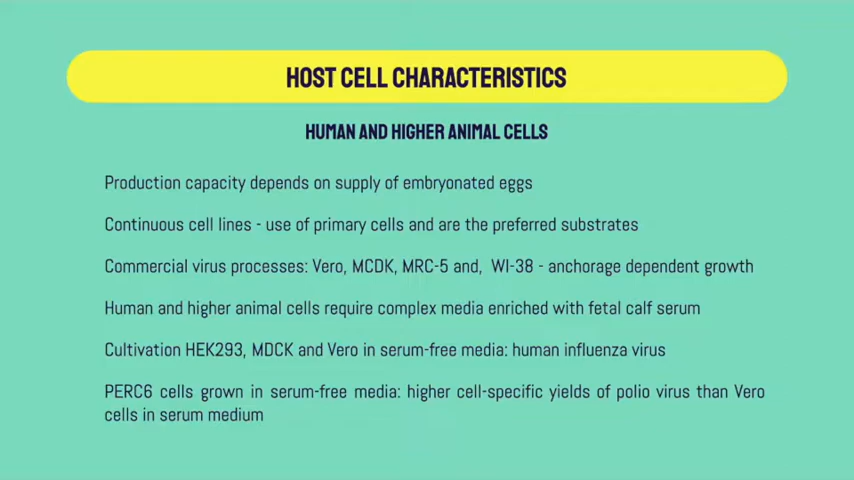 HOST CELL CHARACTERISTICS
HUMAN AND HIGHER ANIMAL CELLS
Production capacity depends on supply of embryonated eggs
Continuous cell lines - use of primary cells and are the preferred substrates
Commercial virus processes: Vero, MCDK, MRC-5 and, WI-38 - anchorage dependent growth
Human and higher animal cells require complex media enriched with fetal calf serum
Cultivation HEK293, MDCK and Vero in serum-free media: human influenza virus
PERC6 cells grown in serum-free media: higher cell-specific yields of polio virus than Vero
cells in serum medium